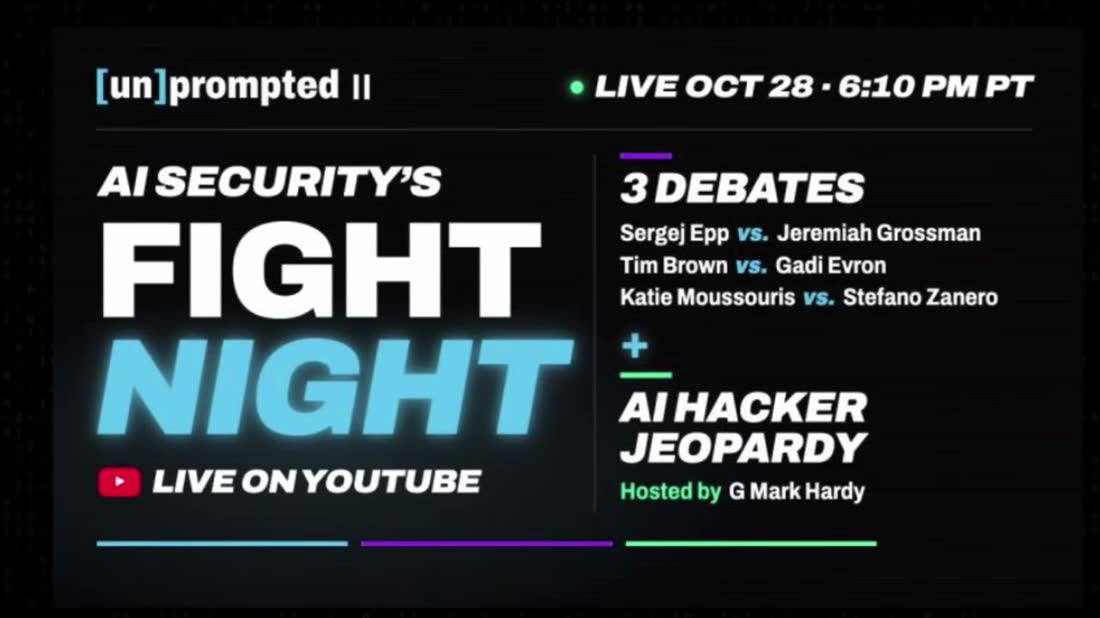 [un]prompted II
LIVE OCT 28 · 6:10 PM PT
AI SECURITY'S
FIGHT
NIGHT
LIVE ON YOUTUBE
3 DEBATES
Sergej Epp vs. Jeremiah Grossman
Tim Brown vs. Gadi Evron
Katie Moussouris vs. Stefano Zanero
+
AI HACKER
JEOPARDY
Hosted by G Mark Hardy